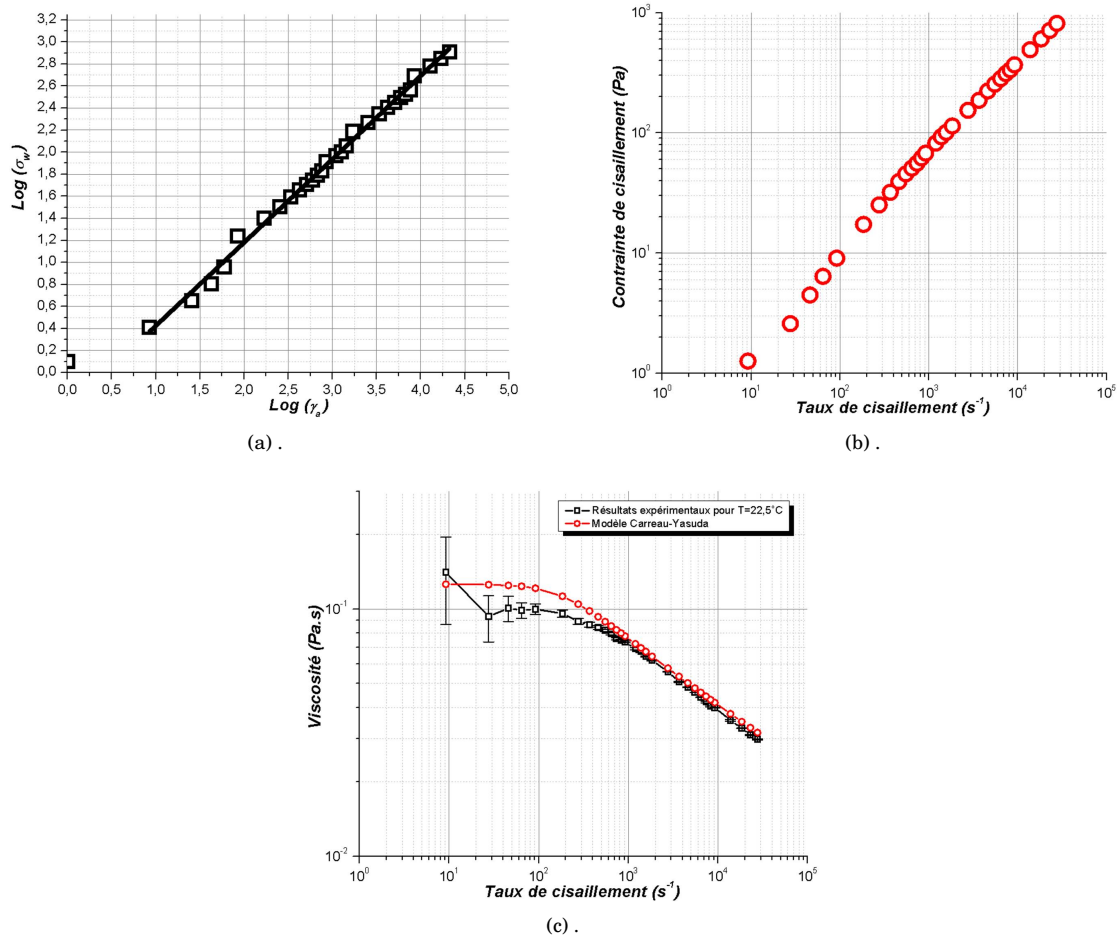 3,2
3,0
2,8
2,6
2,4
2,2
2,0
1,8
1,6
1,4
1,2
1,0
0,8
0,6
0,4
0,2
0,0
Log (σw)
0,0 0,5 1,0 1,5 2,0 2,5 3,0 3,5 4,0 4,5 5,0
Log (γa)
(a) .
10³
10²
10¹
10⁰
Contrainte de cisaillement (Pa)
10⁰ 10¹ 10² 10³ 10⁴ 10⁵
Taux de cisaillement (s⁻¹)
(b) .
Résultats expérimentaux pour T=22,5°C
Modèle Carreau-Yasuda
10⁻¹
10⁻²
Viscosité (Pa.s)
10⁰ 10¹ 10² 10³ 10⁴ 10⁵
Taux de cisaillement (s⁻¹)
(c) .